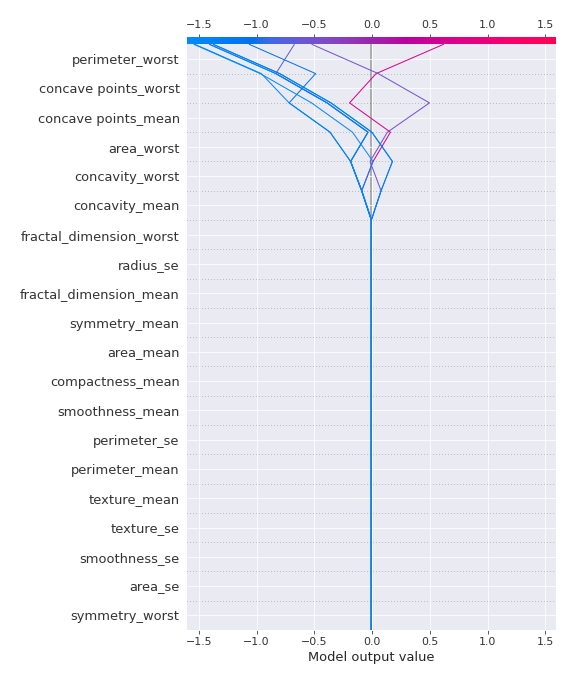 −1.5 −1.0 −0.5 0.0 0.5 1.0 1.5
perimeter_worst
concave points_worst
concave points_mean
area_worst
concavity_worst
concavity_mean
fractal_dimension_worst
radius_se
fractal_dimension_mean
symmetry_mean
area_mean
compactness_mean
smoothness_mean
perimeter_se
perimeter_mean
texture_mean
texture_se
smoothness_se
area_se
symmetry_worst
−1.5 −1.0 −0.5 0.0 0.5 1.0 1.5
Model output value